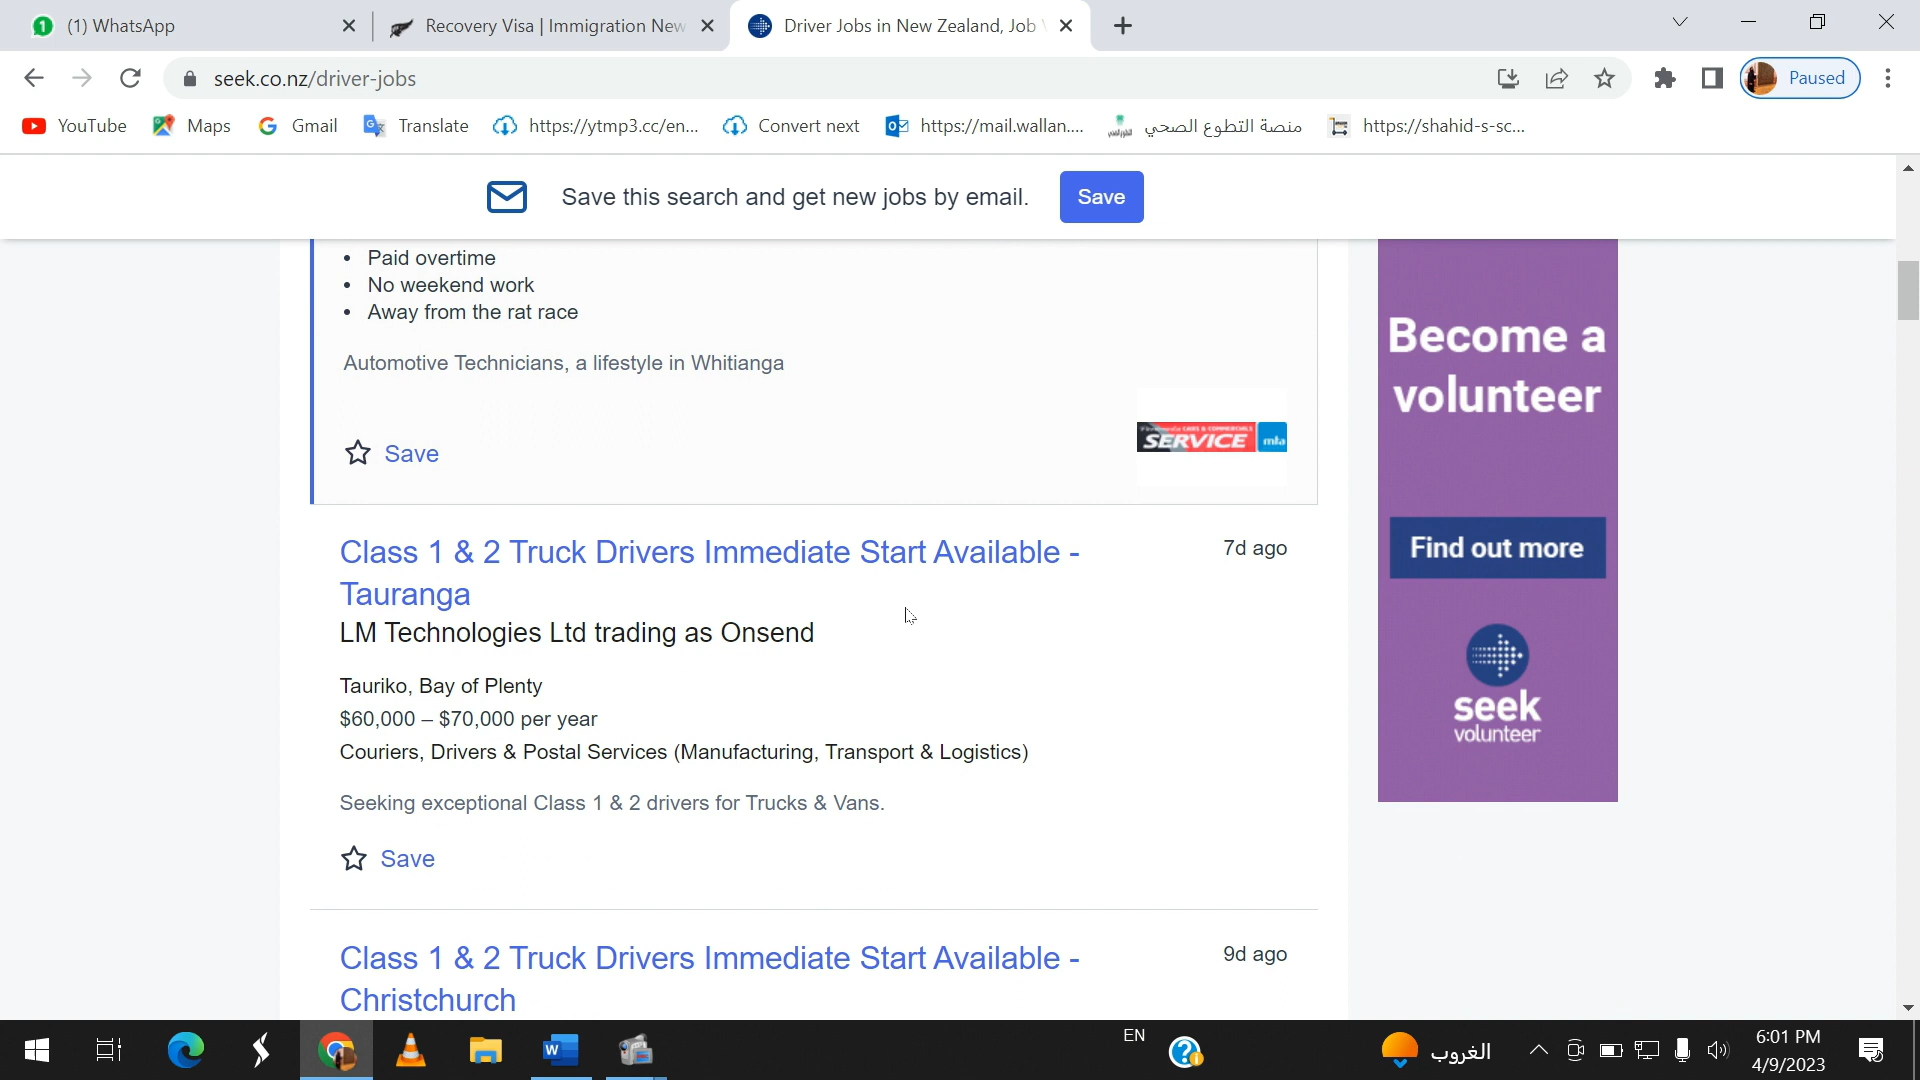 (1) WhatsApp
Recovery Visa | Immigration New
Driver Jobs in New Zealand, Job
seek.co.nz/driver-jobs
Paused
YouTube
Maps
Gmail
Translate
https://ytmp3.cc/en...
Convert next
https://mail.wallan....
منصة التطوع الصحي
https://shahid-s-sc...
Save this search and get new jobs by email.
Save
• Paid overtime
• No weekend work
• Away from the rat race
Automotive Technicians, a lifestyle in Whitianga
Save
SERVICE
mta
Class 1 & 2 Truck Drivers Immediate Start Available -
Tauranga
7d ago
LM Technologies Ltd trading as Onsend
Tauriko, Bay of Plenty
$60,000 – $70,000 per year
Couriers, Drivers & Postal Services (Manufacturing, Transport & Logistics)
Seeking exceptional Class 1 & 2 drivers for Trucks & Vans.
Save
Class 1 & 2 Truck Drivers Immediate Start Available -
Christchurch
9d ago
Become a
volunteer
Find out more
seek
volunteer
EN
الغروب
6:01 PM
4/9/2023